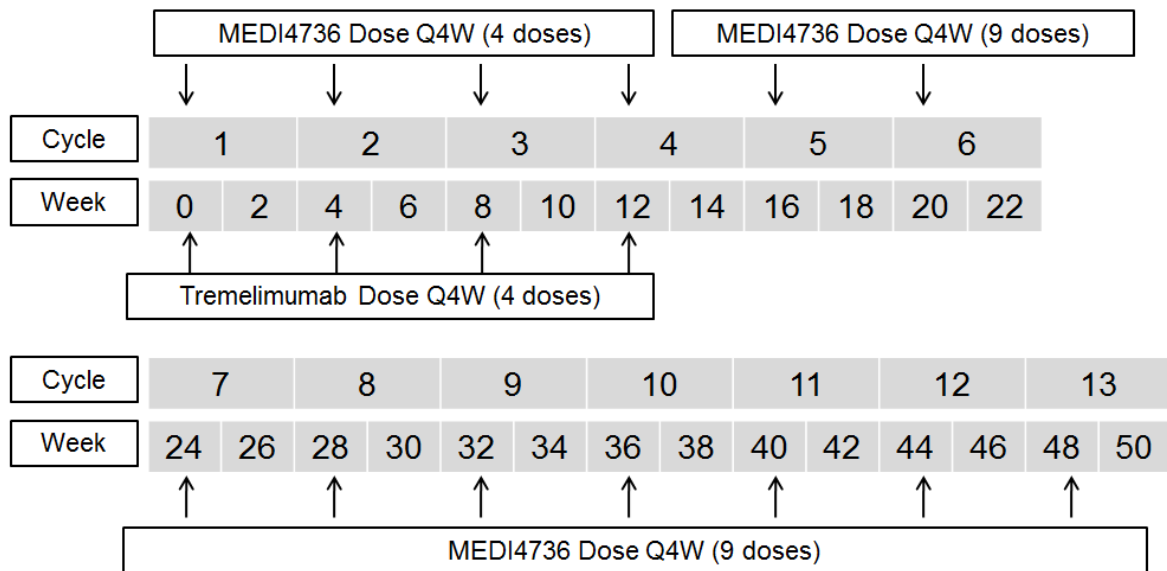 MEDI4736 Dose Q4W (4 doses) MEDI4736 Dose Q4W (9 doses)
Cycle 1 2 3 4 5 6
Week 0 2 4 6 8 10 12 14 16 18 20 22
Tremelimumab Dose Q4W (4 doses)
Cycle 7 8 9 10 11 12 13
Week 24 26 28 30 32 34 36 38 40 42 44 46 48 50
MEDI4736 Dose Q4W (9 doses)